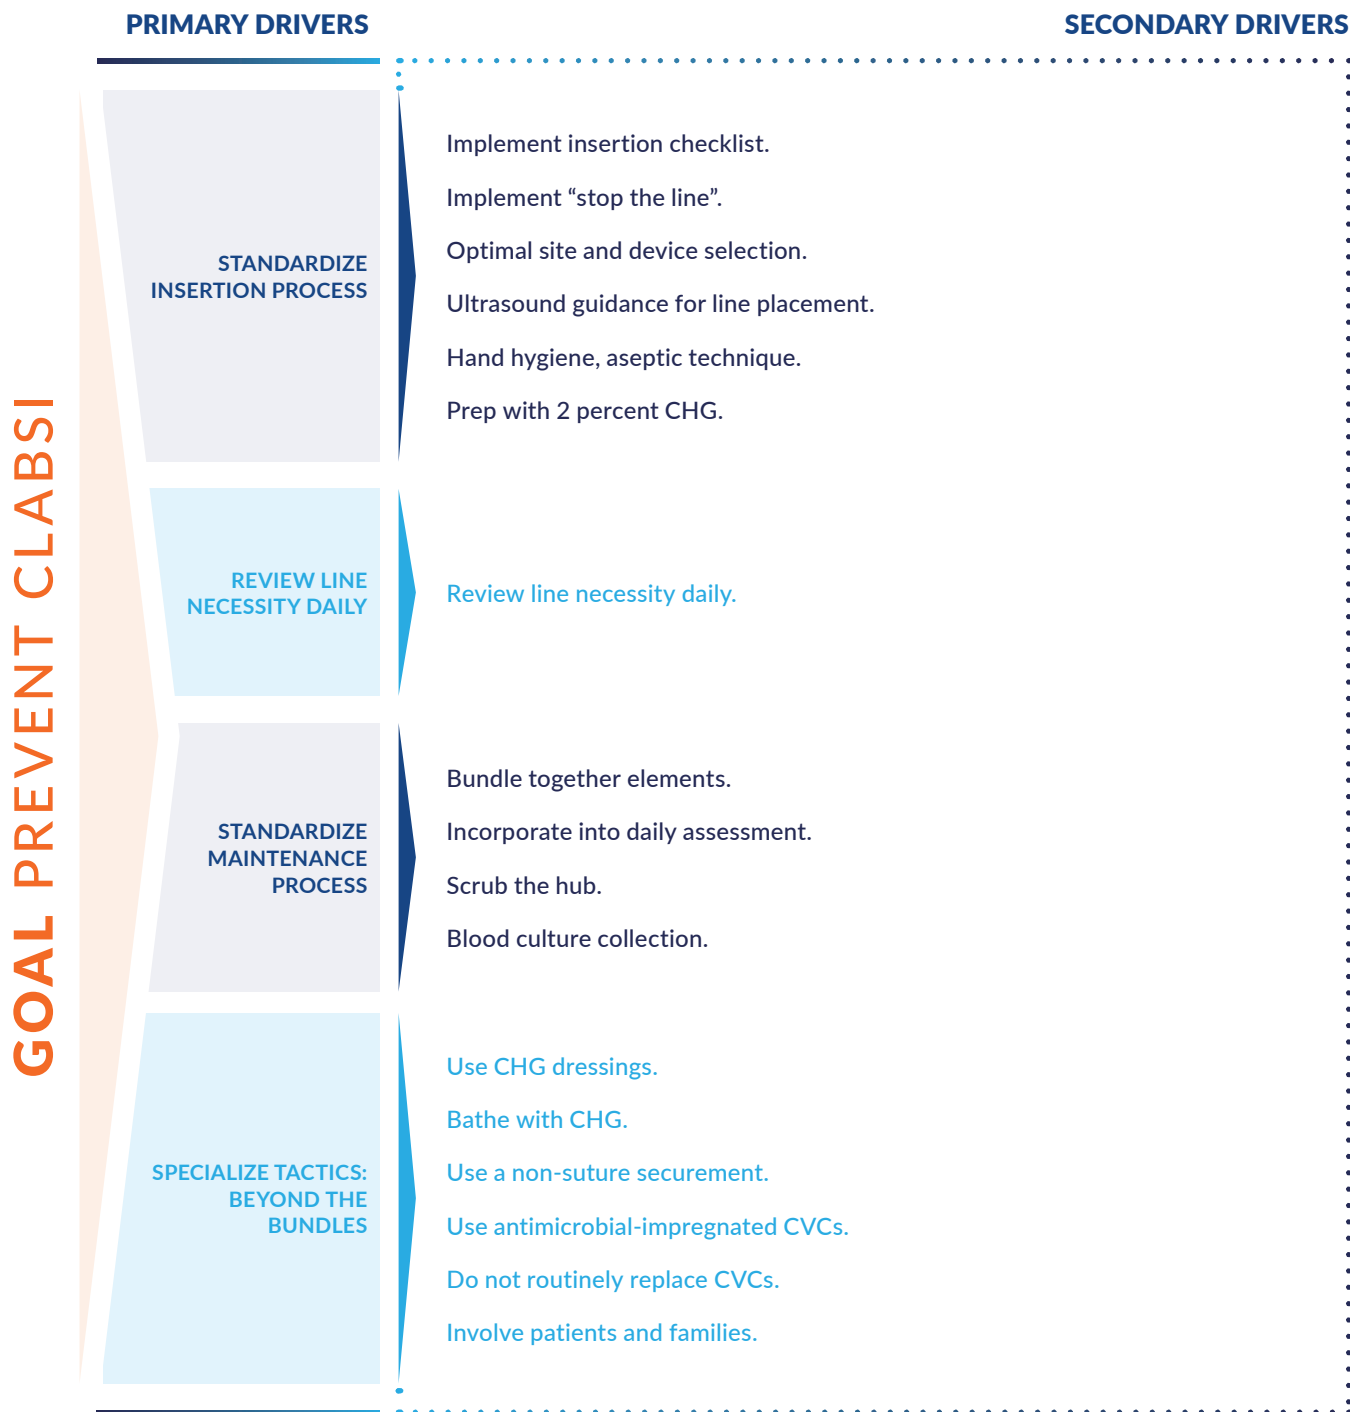 PRIMARY DRIVERS
SECONDARY DRIVERS
GOAL PREVENT CLABSI
STANDARDIZE
INSERTION PROCESS
Implement insertion checklist.
Implement “stop the line”.
Optimal site and device selection.
Ultrasound guidance for line placement.
Hand hygiene, aseptic technique.
Prep with 2 percent CHG.
REVIEW LINE
NECESSITY DAILY
Review line necessity daily.
STANDARDIZE
MAINTENANCE
PROCESS
Bundle together elements.
Incorporate into daily assessment.
Scrub the hub.
Blood culture collection.
SPECIALIZE TACTICS:
BEYOND THE
BUNDLES
Use CHG dressings.
Bathe with CHG.
Use a non-suture securement.
Use antimicrobial-impregnated CVCs.
Do not routinely replace CVCs.
Involve patients and families.